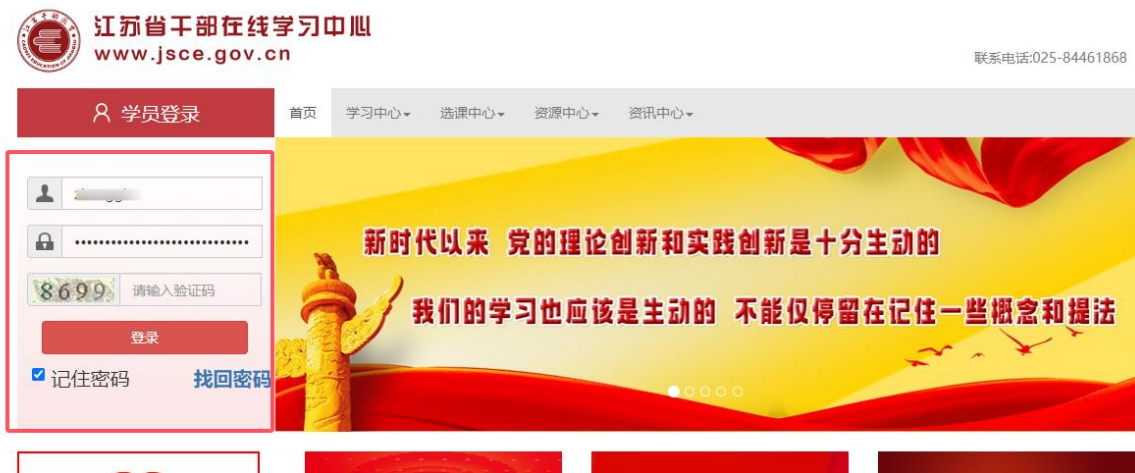 江苏省干部在线学习中心
www.jsce.gov.cn
联系电话:025-84461868
学员登录
首页 学习中心 选课中心 资源中心 资讯中心
8699 请输入验证码
登录
记住密码 找回密码
新时代以来 党的理论创新和实践创新是十分生动的
我们的学习也应该是生动的 不能仅停留在记住一些概念和提法